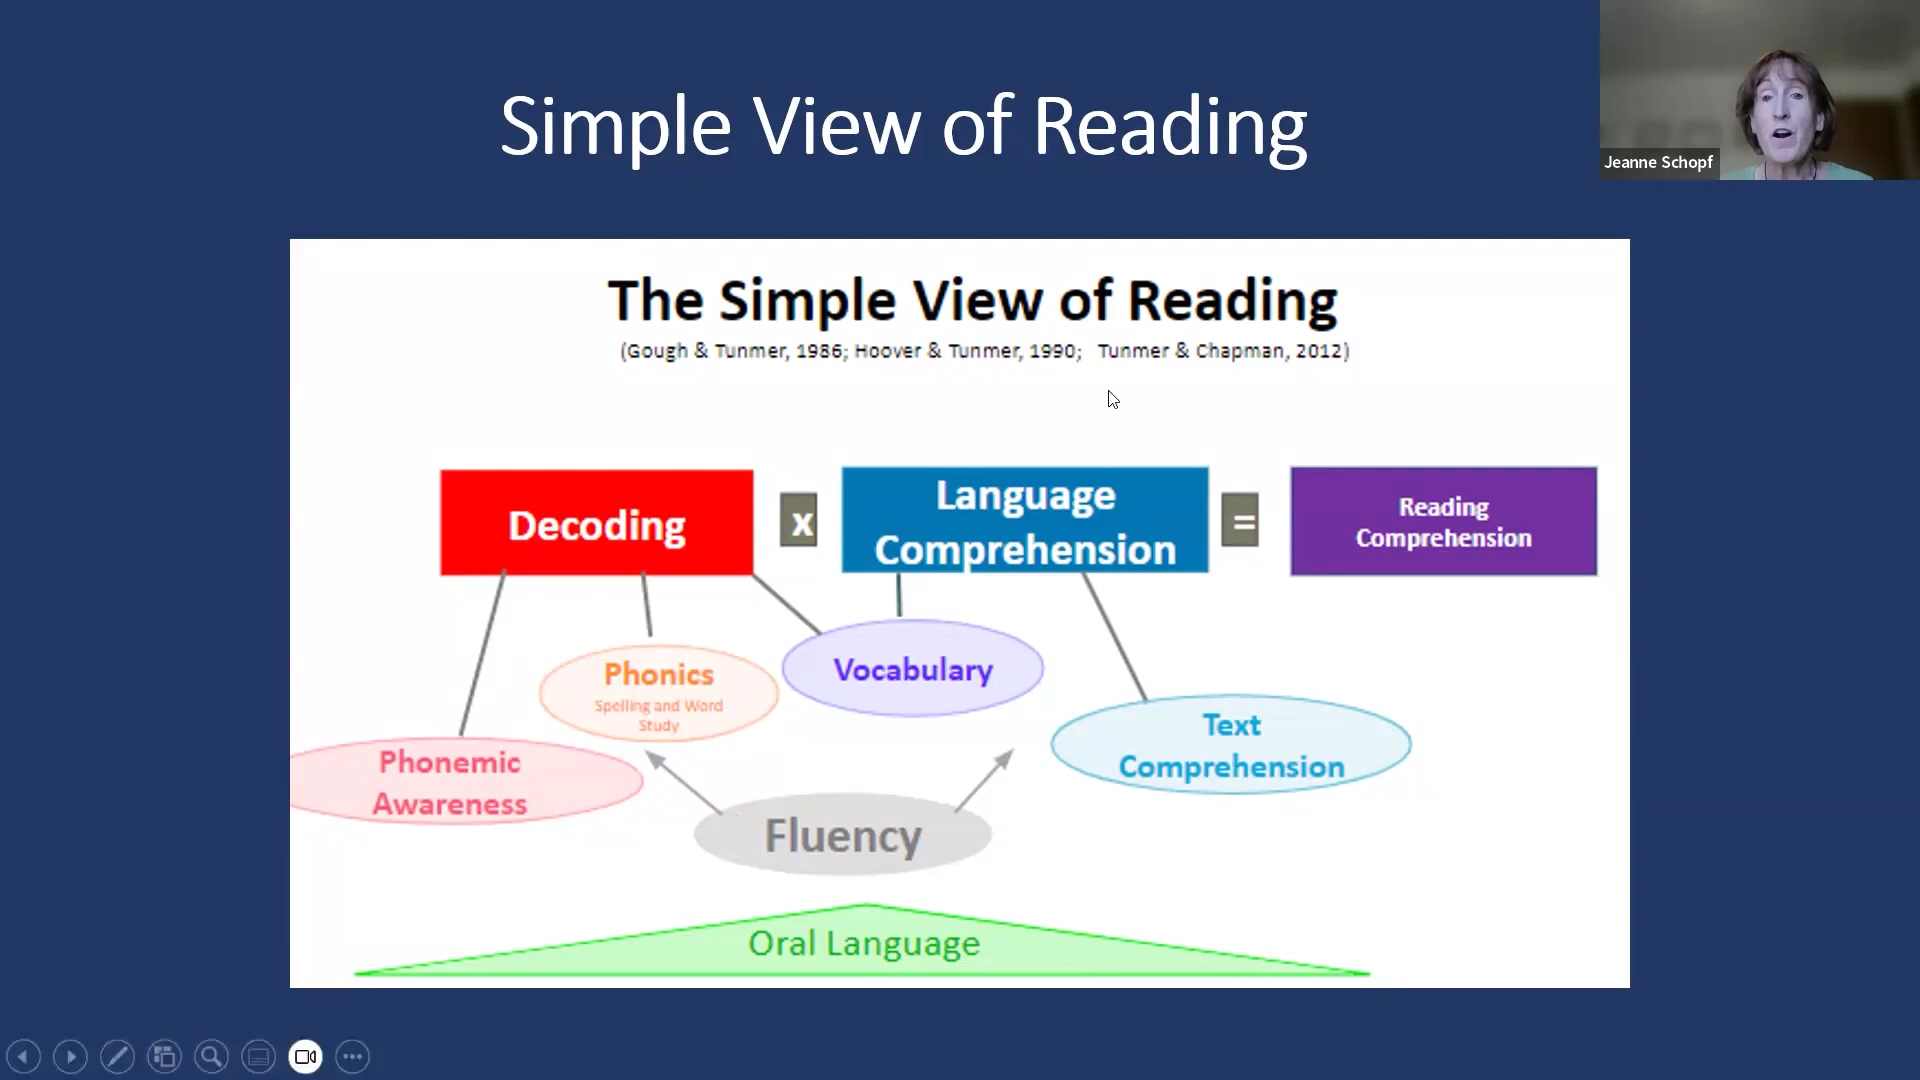 Simple View of Reading
Jeanne Schopf
The Simple View of Reading
(Gough & Tunmer, 1986; Hoover & Tunmer, 1990; Tunmer & Chapman, 2012)
Decoding
x
Language
Comprehension
=
Reading
Comprehension
Phonics
Spelling and Word
Study
Vocabulary
Text
Comprehension
Phonemic
Awareness
Fluency
Oral Language